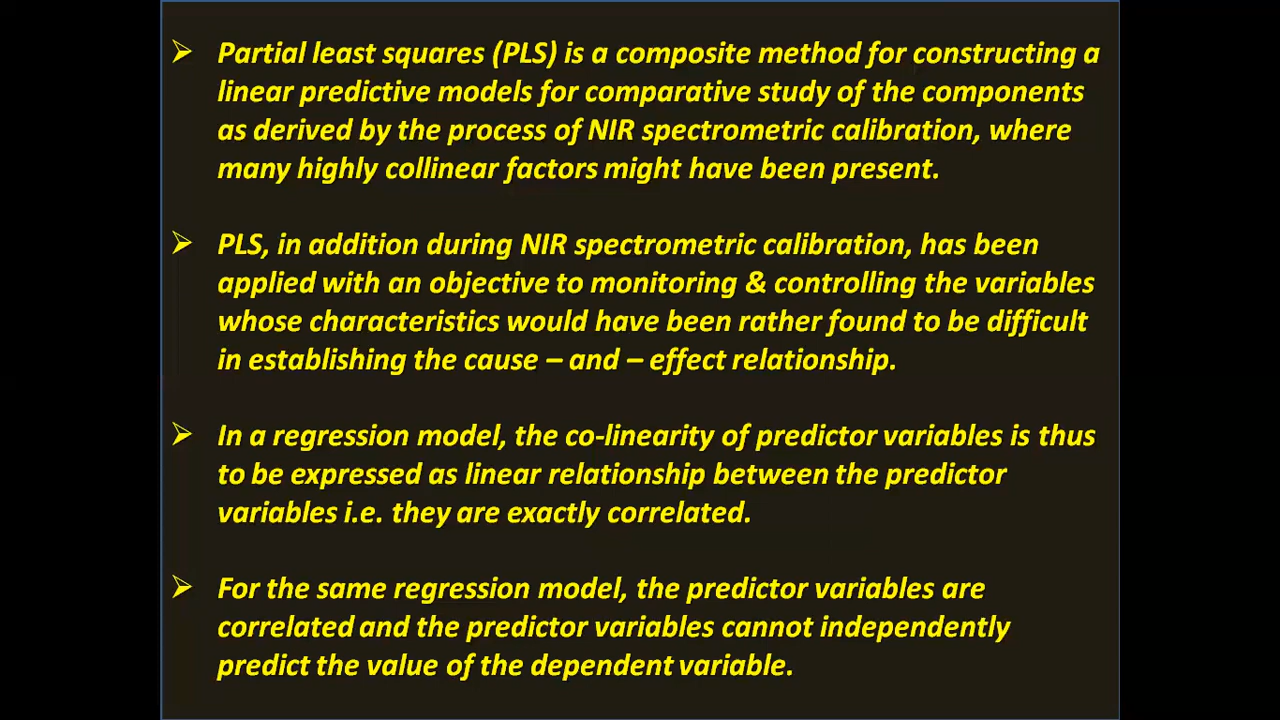 ➢ Partial least squares (PLS) is a composite method for constructing a
linear predictive models for comparative study of the components
as derived by the process of NIR spectrometric calibration, where
many highly collinear factors might have been present.
➢ PLS, in addition during NIR spectrometric calibration, has been
applied with an objective to monitoring & controlling the variables
whose characteristics would have been rather found to be difficult
in establishing the cause – and – effect relationship.
➢ In a regression model, the co-linearity of predictor variables is thus
to be expressed as linear relationship between the predictor
variables i.e. they are exactly correlated.
➢ For the same regression model, the predictor variables are
correlated and the predictor variables cannot independently
predict the value of the dependent variable.